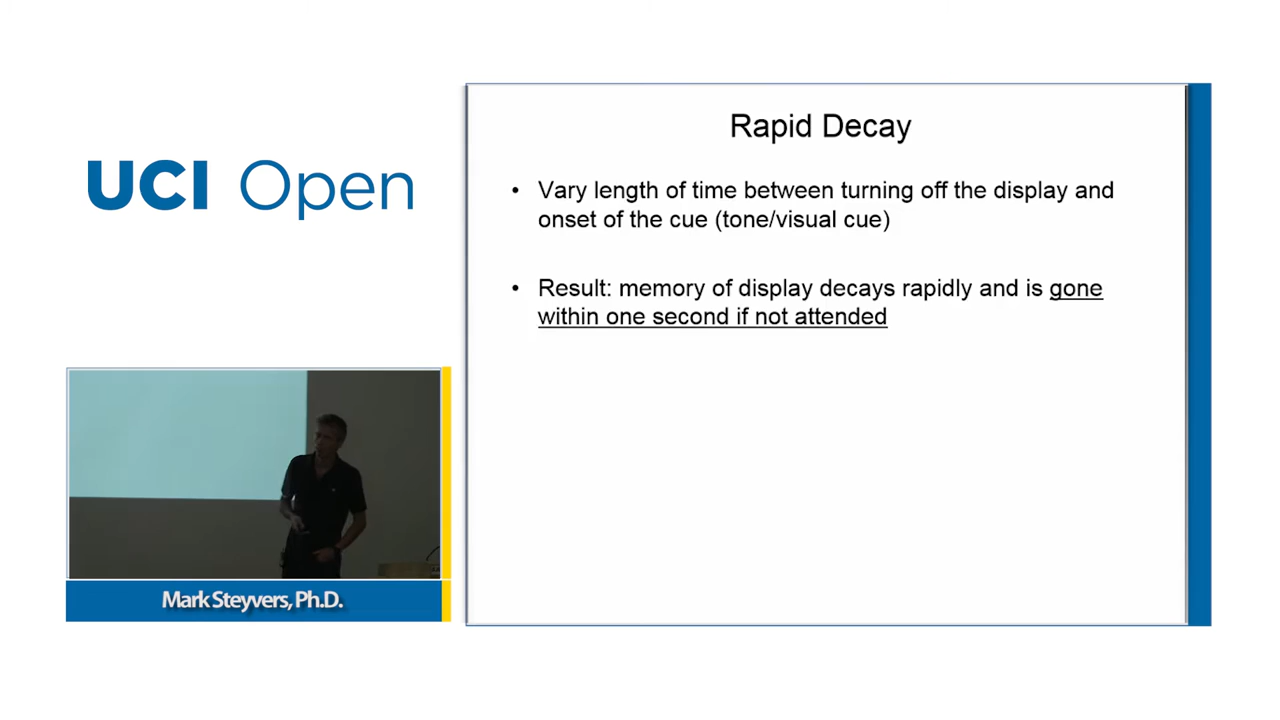 UCI Open
Rapid Decay
• Vary length of time between turning off the display and
onset of the cue (tone/visual cue)
• Result: memory of display decays rapidly and is gone
within one second if not attended
Mark Steyvers, Ph.D.